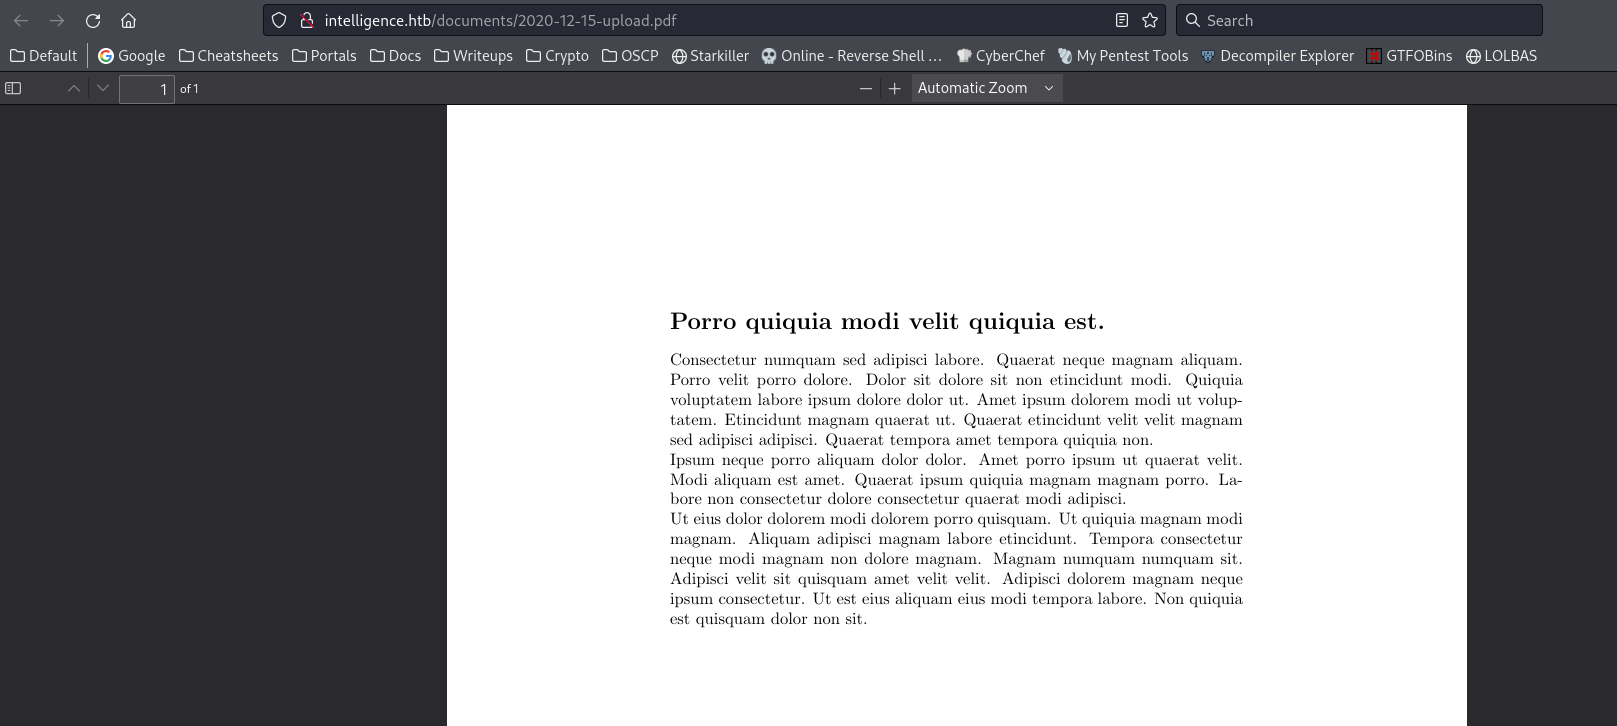 intelligence.htb/documents/2020-12-15-upload.pdf
Search
Default Google Cheatsheets Portals Docs Writeups Crypto OSCP Starkiller Online - Reverse Shell ... CyberChef My Pentest Tools Decompiler Explorer GTFOBins LOLBAS
1 of 1 Automatic Zoom
Porro quiquia modi velit quiquia est.
Consectetur numquam sed adipisci labore. Quaerat neque magnam aliquam.
Porro velit porro dolore. Dolor sit dolore sit non etincidunt modi. Quiquia
voluptatem labore ipsum dolore dolor ut. Amet ipsum dolorem modi ut volup-
tatem. Etincidunt magnam quaerat ut. Quaerat etincidunt velit velit magnam
sed adipisci adipisci. Quaerat tempora amet tempora quiquia non.
Ipsum neque porro aliquam dolor dolor. Amet porro ipsum ut quaerat velit.
Modi aliquam est amet. Quaerat ipsum quiquia magnam magnam porro. La-
bore non consectetur dolore consectetur quaerat modi adipisci.
Ut eius dolor dolorem modi dolorem porro quisquam. Ut quiquia magnam modi
magnam. Aliquam adipisci magnam labore etincidunt. Tempora consectetur
neque modi magnam non dolore magnam. Magnam numquam numquam sit.
Adipisci velit sit quisquam amet velit velit. Adipisci dolorem magnam neque
ipsum consectetur. Ut est eius aliquam eius modi tempora labore. Non quiquia
est quisquam dolor non sit.